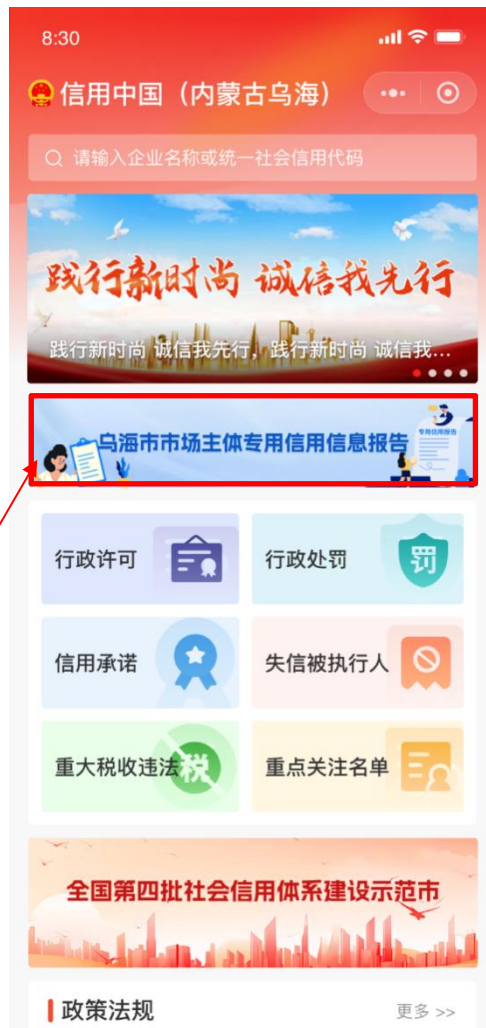 8:30
信用中国（内蒙古乌海）
请输入企业名称或统一社会信用代码
践行新时尚 诚信我先行
践行新时尚 诚信我先行，践行新时尚 诚信我...
乌海市市场主体专用信用信息报告
专用信用报告
行政许可
行政处罚
罚
信用承诺
失信被执行人
重大税收违法
税
重点关注名单
全国第四批社会信用体系建设示范市
政策法规
更多 >>